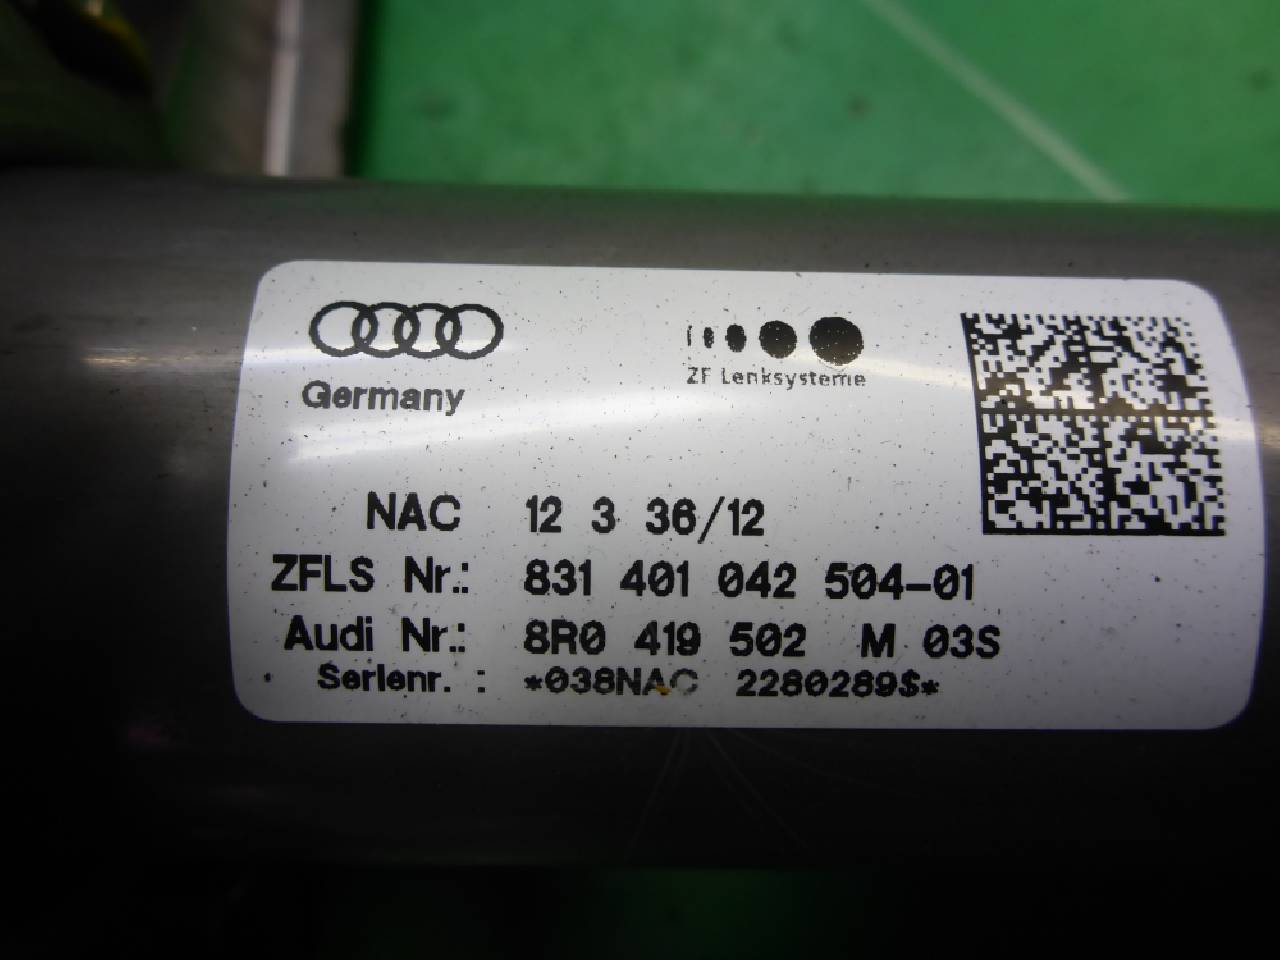 Germany
ZF Lenksysteme
NAC 12 3 36/12
ZFLS Nr.: 831 401 042 504-01
Audi Nr.: 8R0 419 502 M 03S
Serienr. : *038NAC 2280289$*